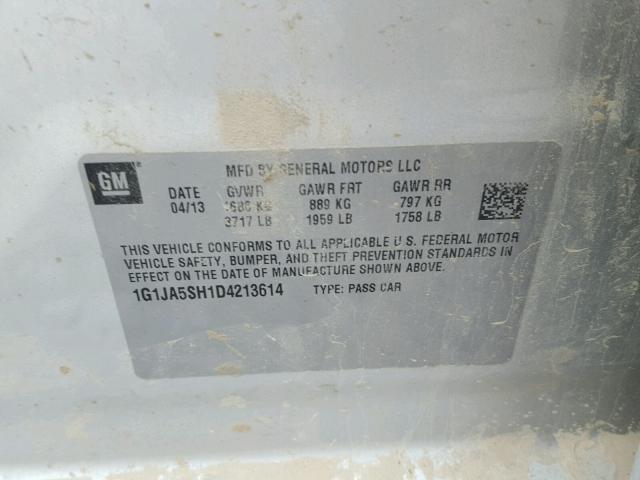 GM
MFD BY GENERAL MOTORS LLC
DATE GVWR GAWR FRT GAWR RR
04/13 1686 KG 889 KG 797 KG
3717 LB 1959 LB 1758 LB
THIS VEHICLE CONFORMS TO ALL APPLICABLE U.S. FEDERAL MOTOR
VEHICLE SAFETY, BUMPER, AND THEFT PREVENTION STANDARDS IN
EFFECT ON THE DATE OF MANUFACTURE SHOWN ABOVE.
1G1JA5SH1D4213614 TYPE: PASS CAR